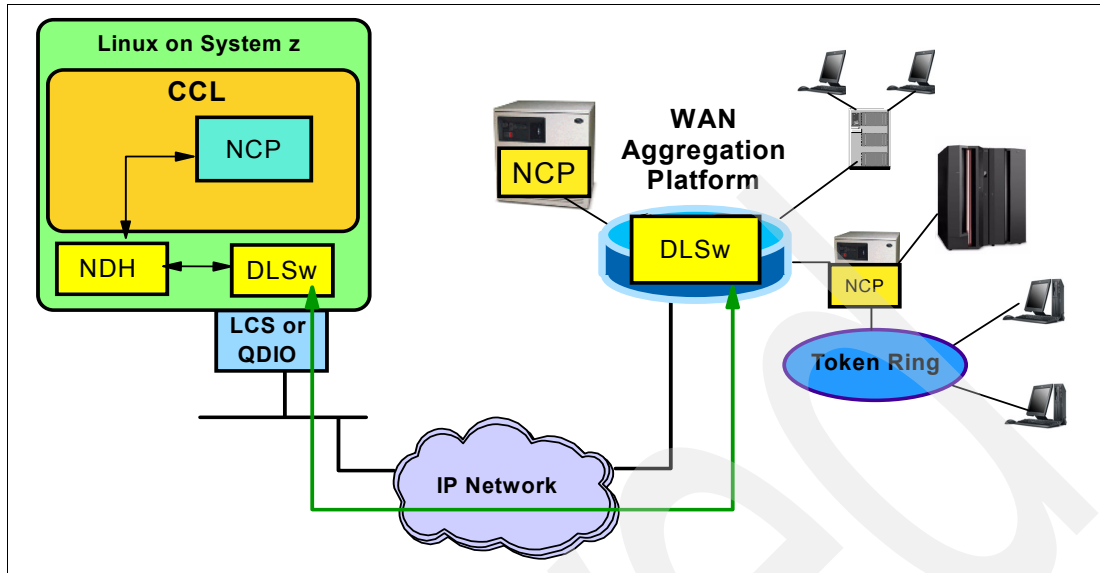 Linux on System z
CCL
NCP
NDH
DLSw
LCS or
QDIO
IP Network
NCP
WAN
Aggregation
Platform
DLSw
NCP
Token Ring